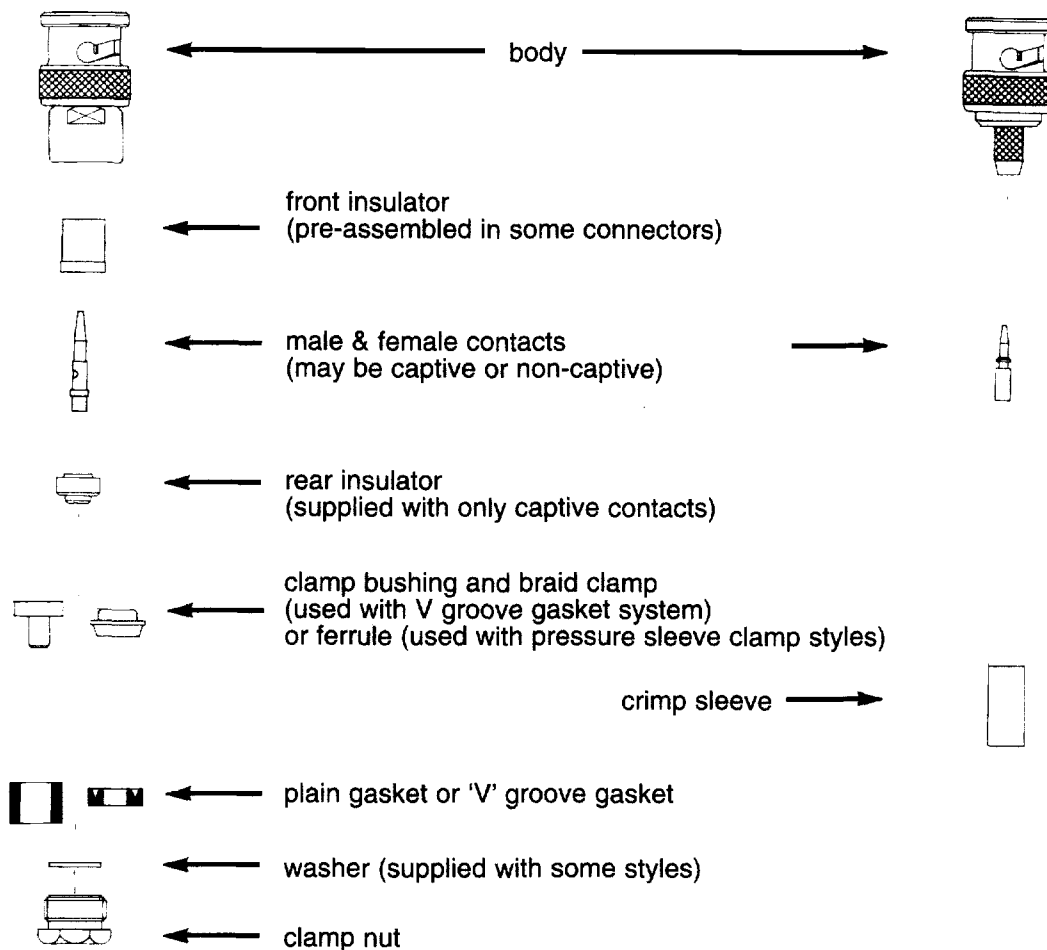 body
front insulator
(pre-assembled in some connectors)
male & female contacts
(may be captive or non-captive)
rear insulator
(supplied with only captive contacts)
clamp bushing and braid clamp
(used with V groove gasket system)
or ferrule (used with pressure sleeve clamp styles)
crimp sleeve
plain gasket or ‘V’ groove gasket
washer (supplied with some styles)
clamp nut